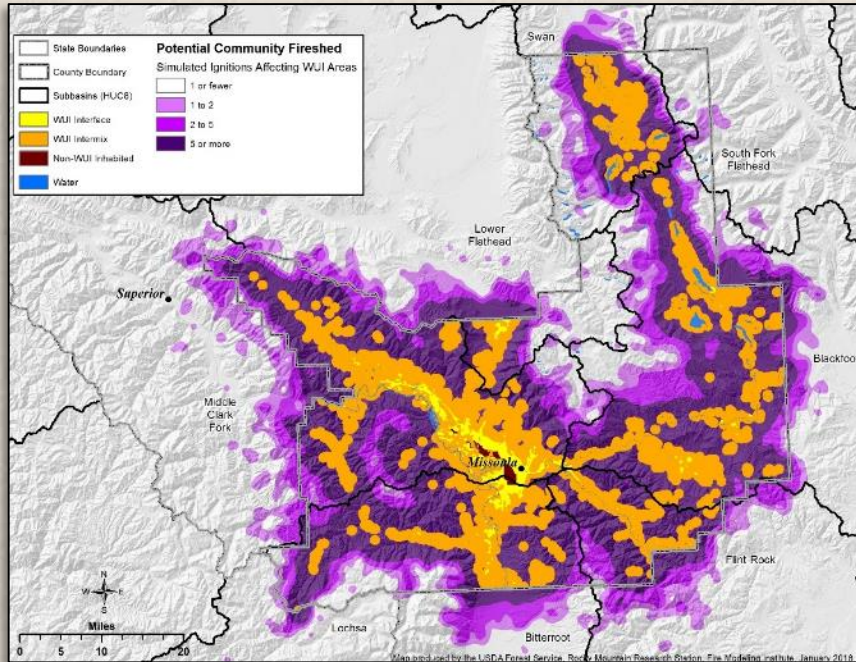 State Boundaries
County Boundary
Subbasins (HUC8)
WUI Interface
WUI Intermix
Non-WUI Inhabited
Water
Potential Community Fireshed
Simulated Ignitions Affecting WUI Areas
1 or fewer
1 to 2
2 to 5
5 or more
Swan
South Fork
Flathead
Lower
Flathead
Superior
Blackfoot
Middle
Clark
Fork
Missoula
Flint Rock
N
W E
S
Miles
0 5 10 20
Lochsa
Bitterroot
Map produced by the USDA Forest Service, Rocky Mountain Research Station, Fire Modeling Institute, January 2018